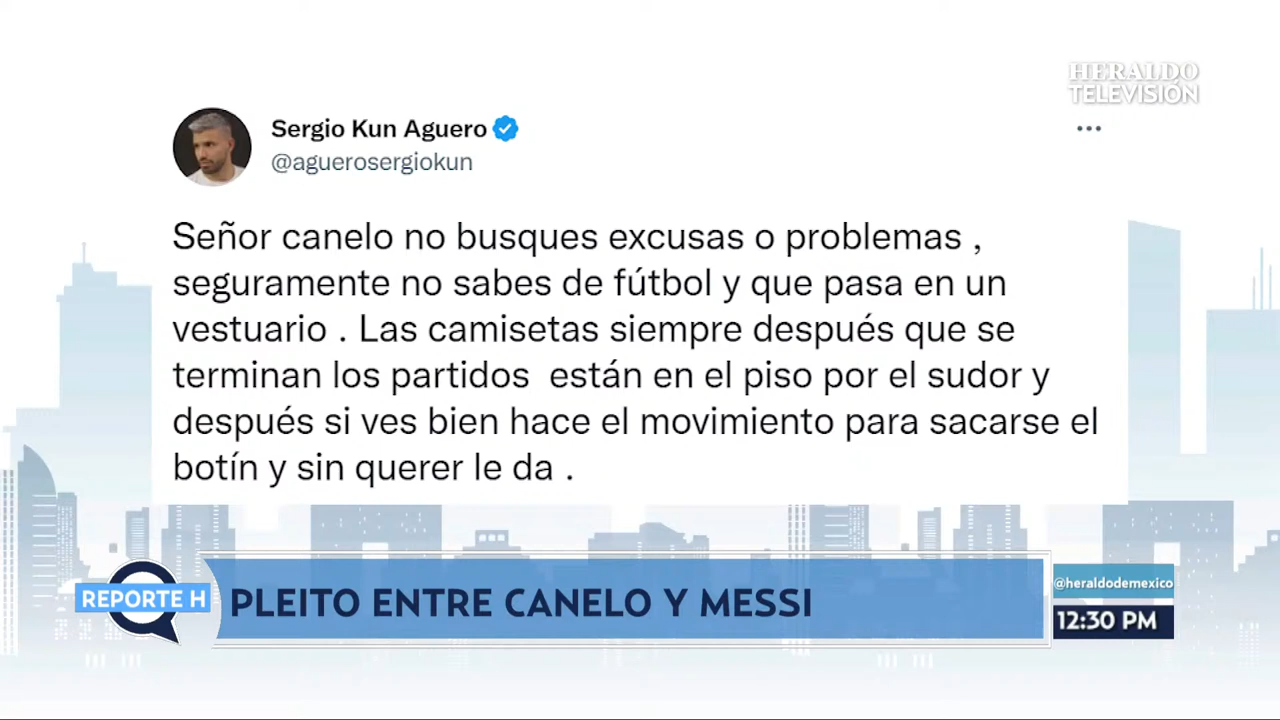 HERALDO
TELEVISIÓN
Sergio Kun Aguero
@aguerosergiokun
Señor canelo no busques excusas o problemas ,
seguramente no sabes de fútbol y que pasa en un
vestuario . Las camisetas siempre después que se
terminan los partidos  están en el piso por el sudor y
después si ves bien hace el movimiento para sacarse el
botín y sin querer le da .
REPORTE H
PLEITO ENTRE CANELO Y MESSI
@heraldodemexico
12:30 PM